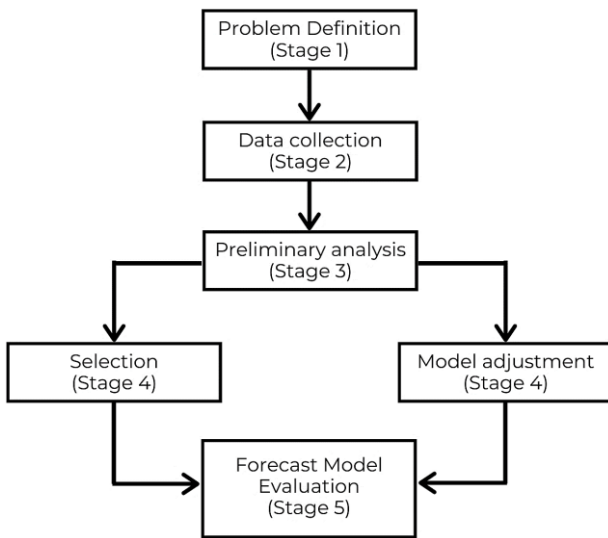 Problem Definition
(Stage 1)
Data collection
(Stage 2)
Preliminary analysis
(Stage 3)
Selection
(Stage 4)
Model adjustment
(Stage 4)
Forecast Model
Evaluation
(Stage 5)